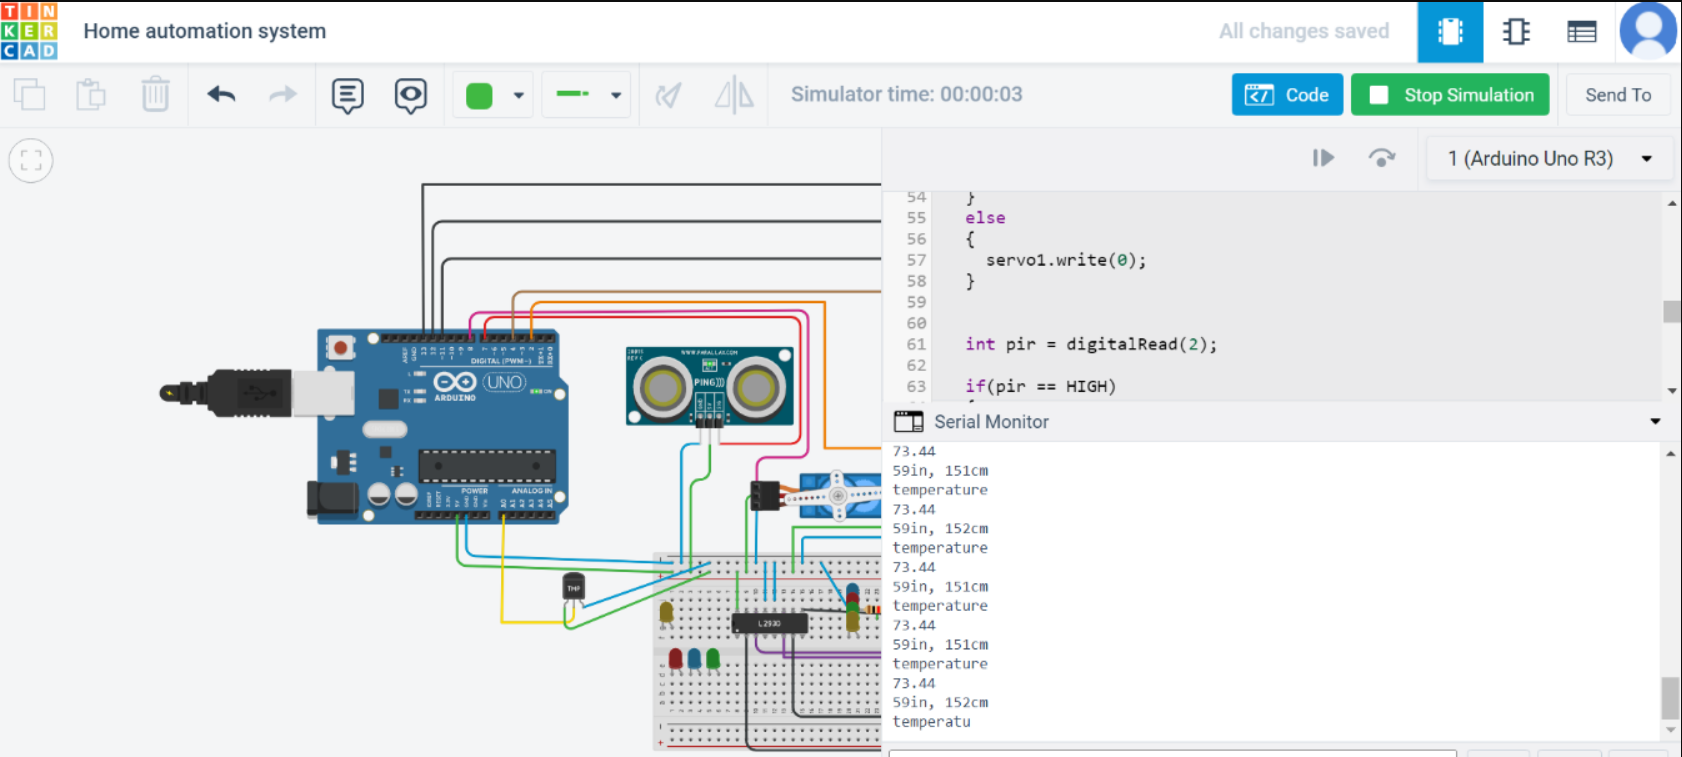 TIN
KER
CAD
Home automation system
All changes saved
Simulator time: 00:00:03
Code
Stop Simulation
Send To
1 (Arduino Uno R3)
54 }
55 else
56 {
57 servo1.write(0);
58 }
59
60
61 int pir = digitalRead(2);
62
63 if(pir == HIGH)
Serial Monitor
73.44
59in, 151cm
temperature
73.44
59in, 152cm
temperature
73.44
59in, 151cm
temperature
73.44
59in, 151cm
temperature
73.44
59in, 152cm
temperatu
DIGITAL (PWM~)
UNO
ARDUINO
POWER
ANALOG IN
WWW.PARALLAX.COM
PING)))
TMP
L293D